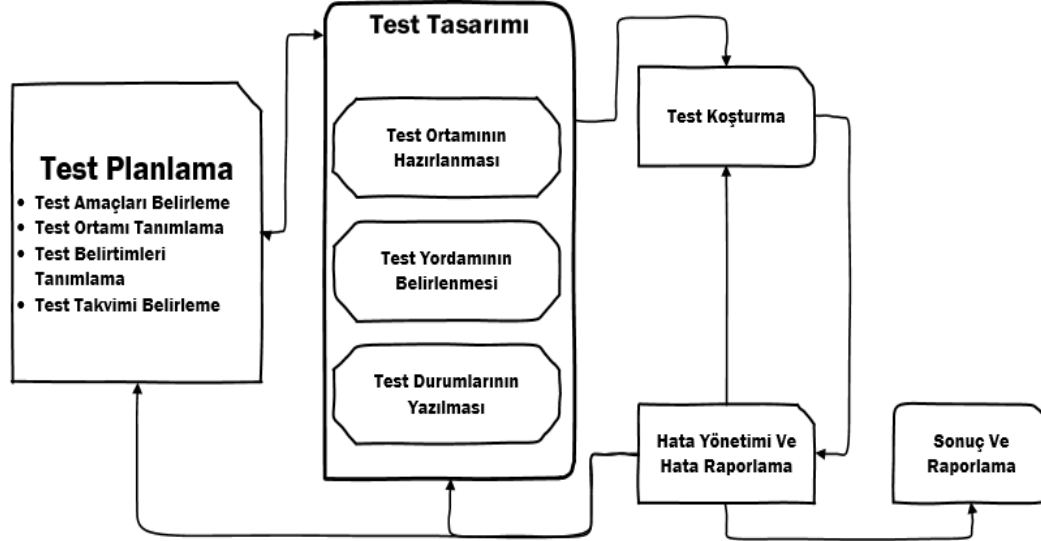 Test Planlama
• Test Amaçları Belirleme
• Test Ortamı Tanımlama
• Test Belirtimleri
Tanımlama
• Test Takvimi Belirleme
Test Tasarımı
Test Ortamının
Hazırlanması
Test Yordamının
Belirlenmesi
Test Durumlarının
Yazılması
Test Koşturma
Hata Yönetimi Ve
Hata Raporlama
Sonuç Ve
Raporlama